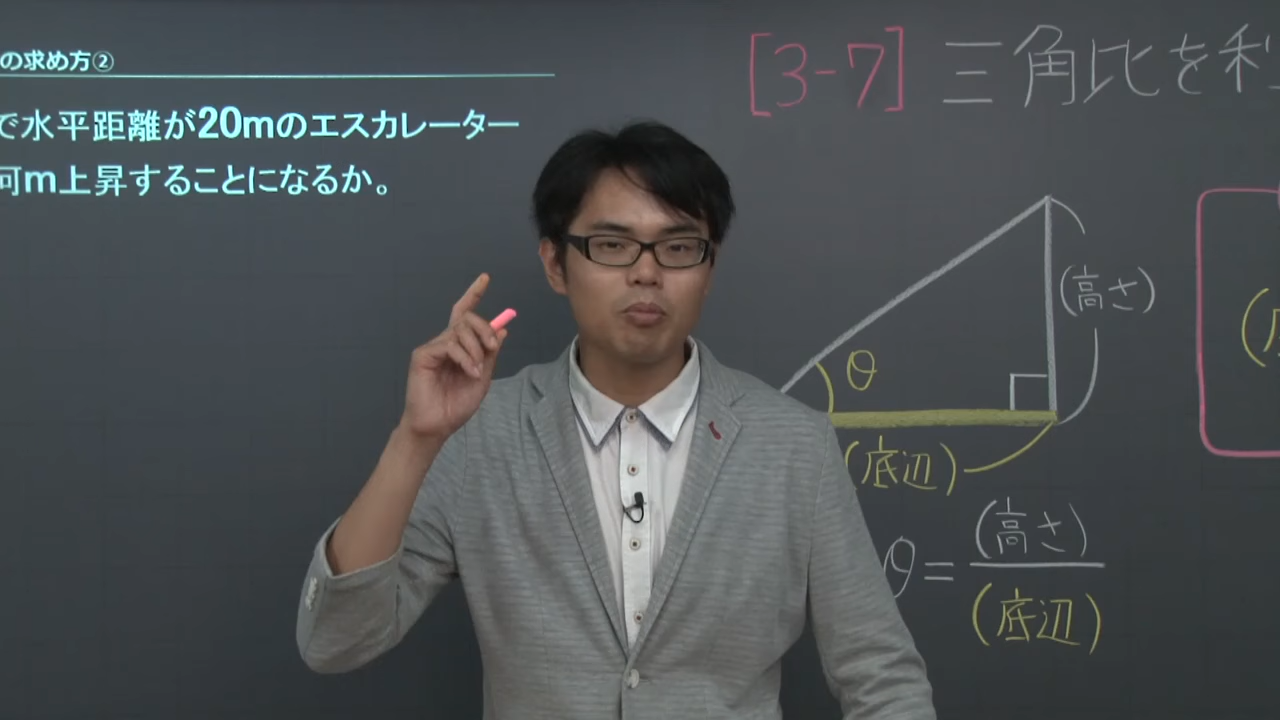 の求め方②
で水平距離が20mのエスカレーター
何m上昇することになるか。
[3-7] 三角比を利
(高さ)
θ
(底辺)
θ = (高さ)
(底辺)